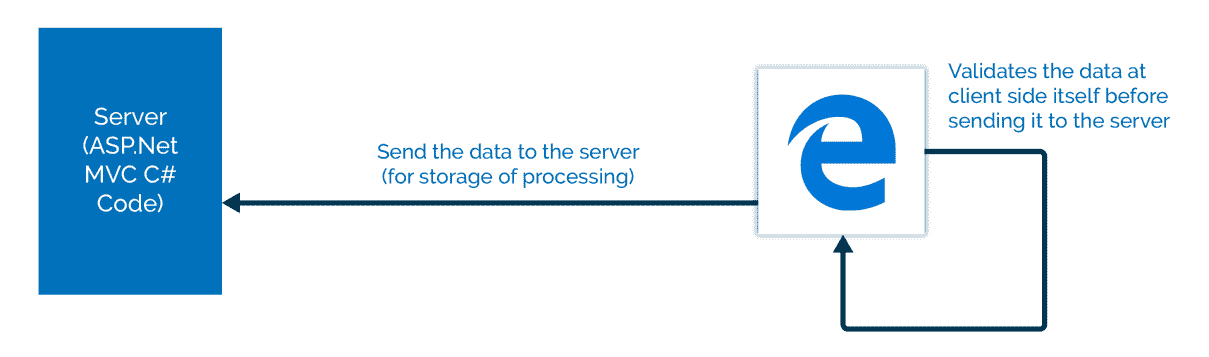 Server
(ASP.Net
MVC C#
Code)
Send the data to the server
(for storage of processing)
Validates the data at
client side itself before
sending it to the server